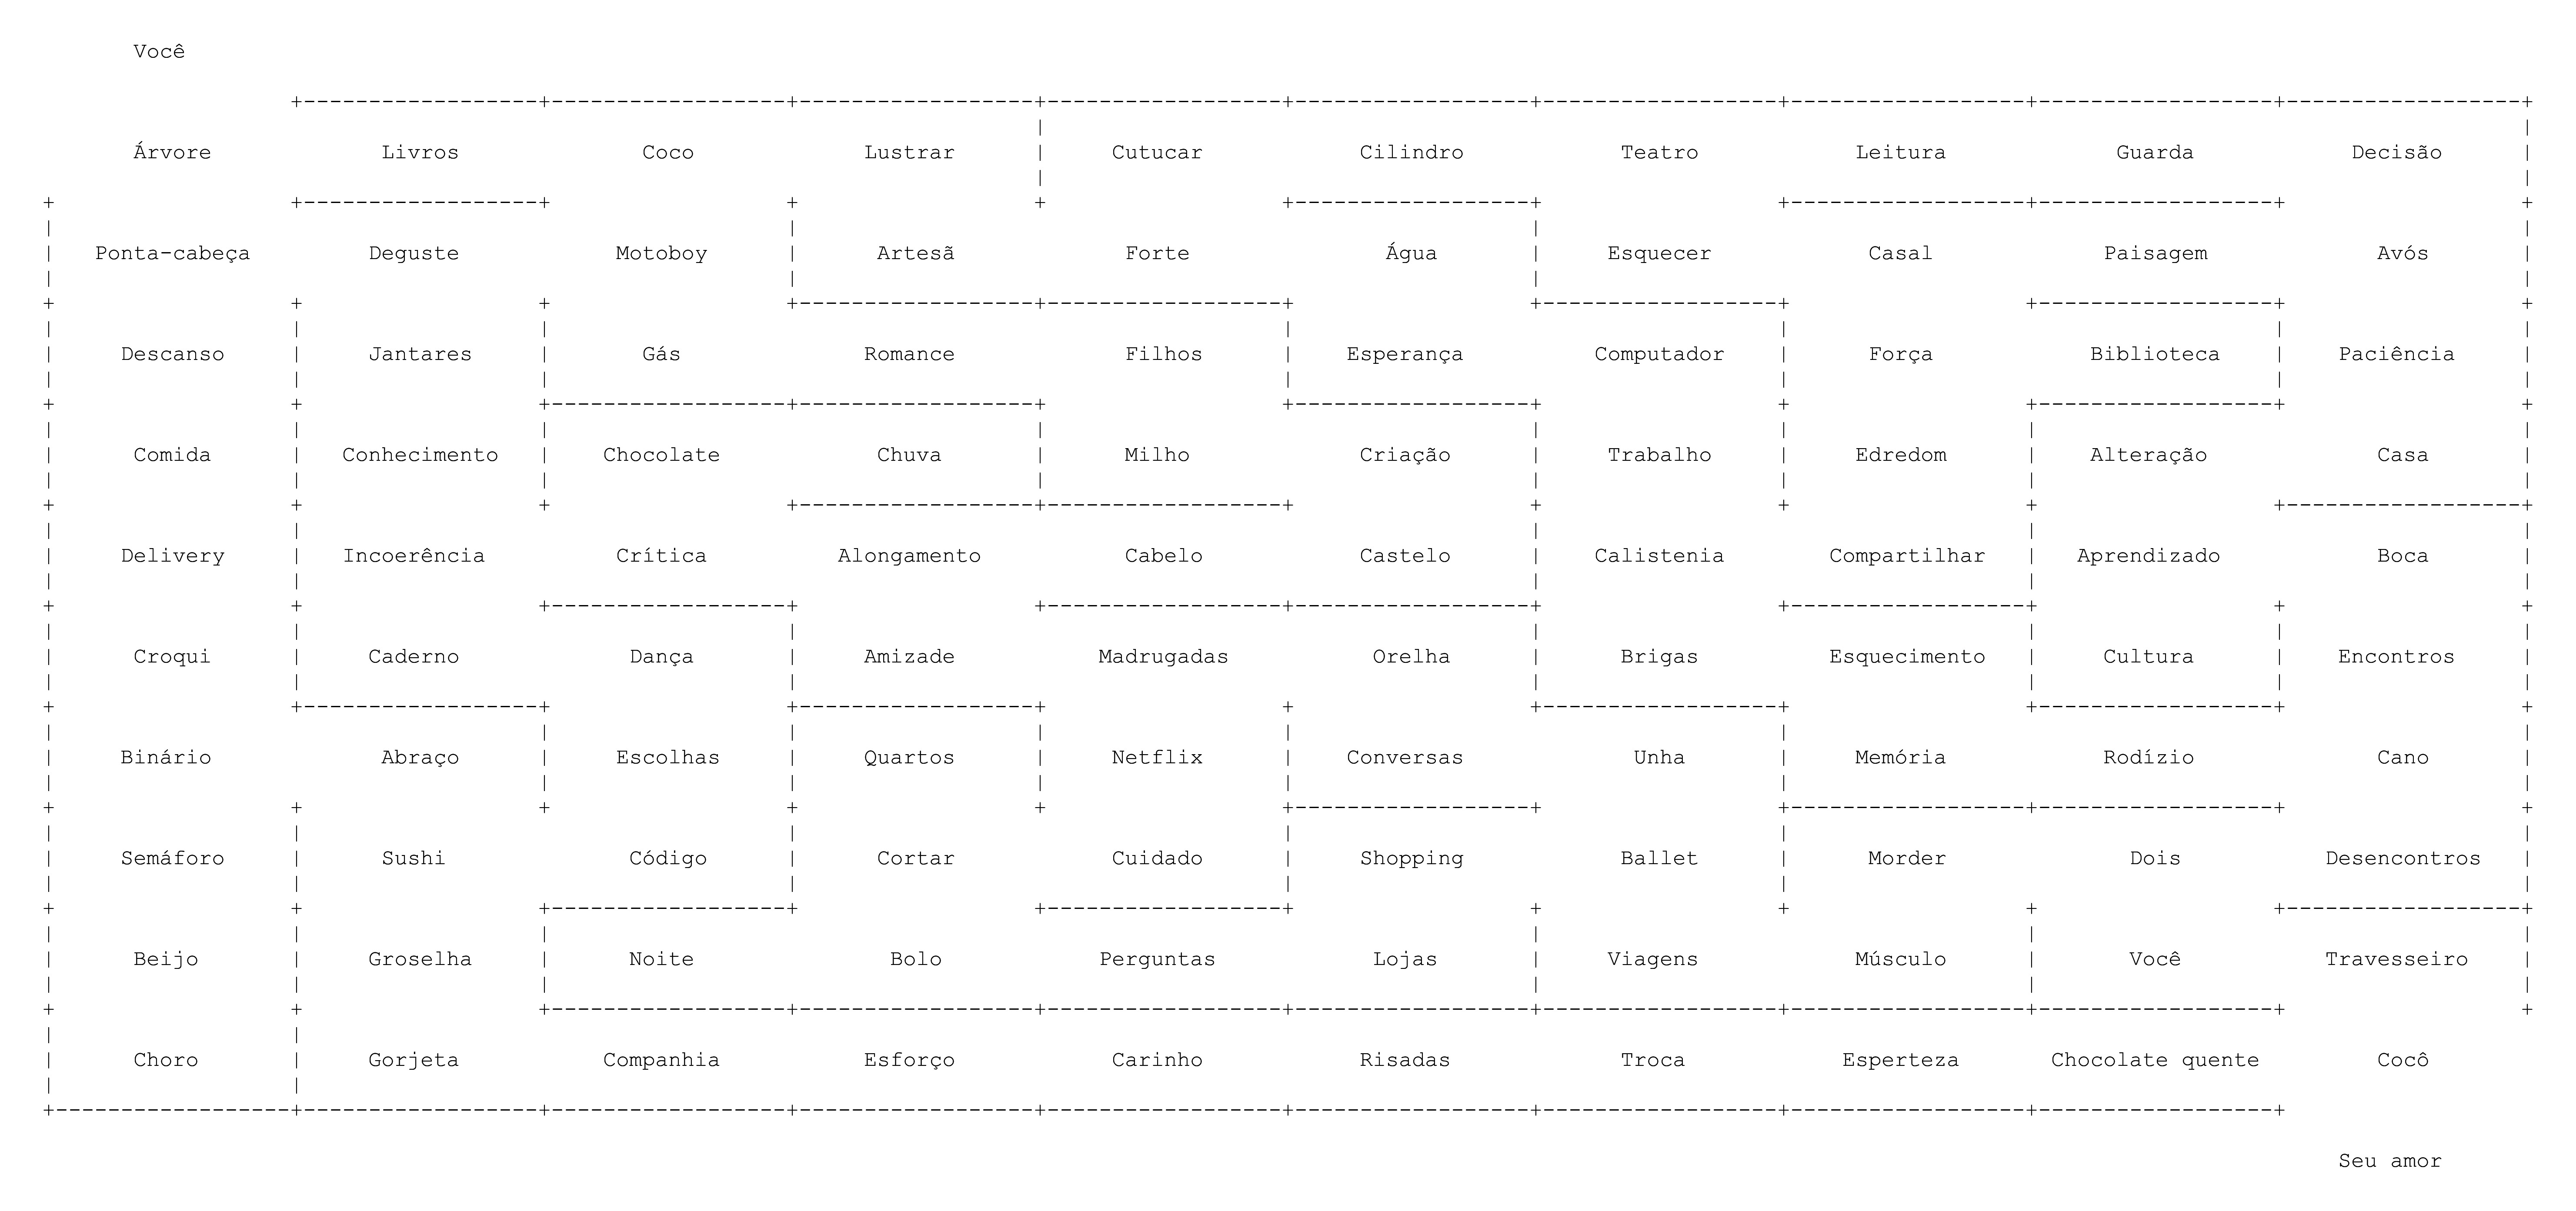 Você
Árvore Livros Coco Lustrar Cutucar Cilindro Teatro Leitura Guarda Decisão
Ponta-cabeça Deguste Motoboy Artesã Forte Água Esquecer Casal Paisagem Avós
Descanso Jantares Gás Romance Filhos Esperança Computador Força Biblioteca Paciência
Comida Conhecimento Chocolate Chuva Milho Criação Trabalho Edredom Alteração Casa
Delivery Incoerência Crítica Alongamento Cabelo Castelo Calistenia Compartilhar Aprendizado Boca
Croqui Caderno Dança Amizade Madrugadas Orelha Brigas Esquecimento Cultura Encontros
Binário Abraço Escolhas Quartos Netflix Conversas Unha Memória Rodízio Cano
Semáforo Sushi Código Cortar Cuidado Shopping Ballet Morder Dois Desencontros
Beijo Groselha Noite Bolo Perguntas Lojas Viagens Músculo Você Travesseiro
Choro Gorjeta Companhia Esforço Carinho Risadas Troca Esperteza Chocolate quente Cocô
Seu amor